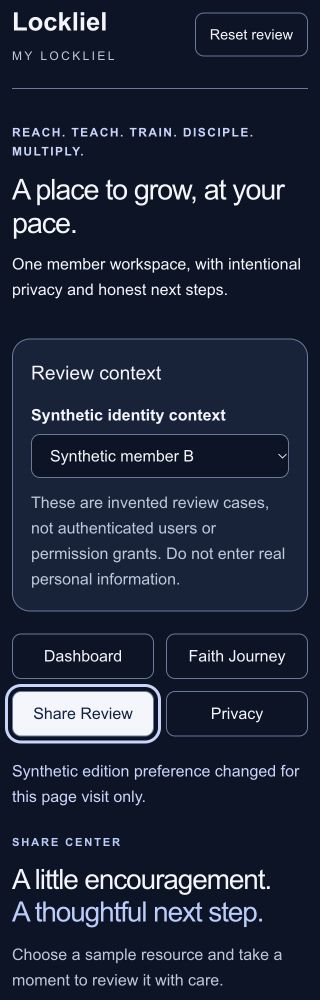 Lockliel
MY LOCKLIEL
Reset review
REACH. TEACH. TRAIN. DISCIPLE.
MULTIPLY.
A place to grow, at your
pace.
One member workspace, with intentional
privacy and honest next steps.
Review context
Synthetic identity context
Synthetic member B
These are invented review cases,
not authenticated users or
permission grants. Do not enter real
personal information.
Dashboard
Faith Journey
Share Review
Privacy
Synthetic edition preference changed for
this page visit only.
SHARE CENTER
A little encouragement.
A thoughtful next step.
Choose a sample resource and take a
moment to review it with care.